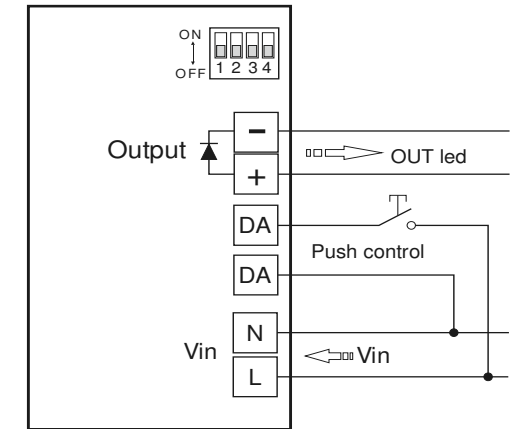 ON
OFF
1 2 3 4
Output
−
+
OUT led
DA
Push control
DA
Vin
N
L
Vin